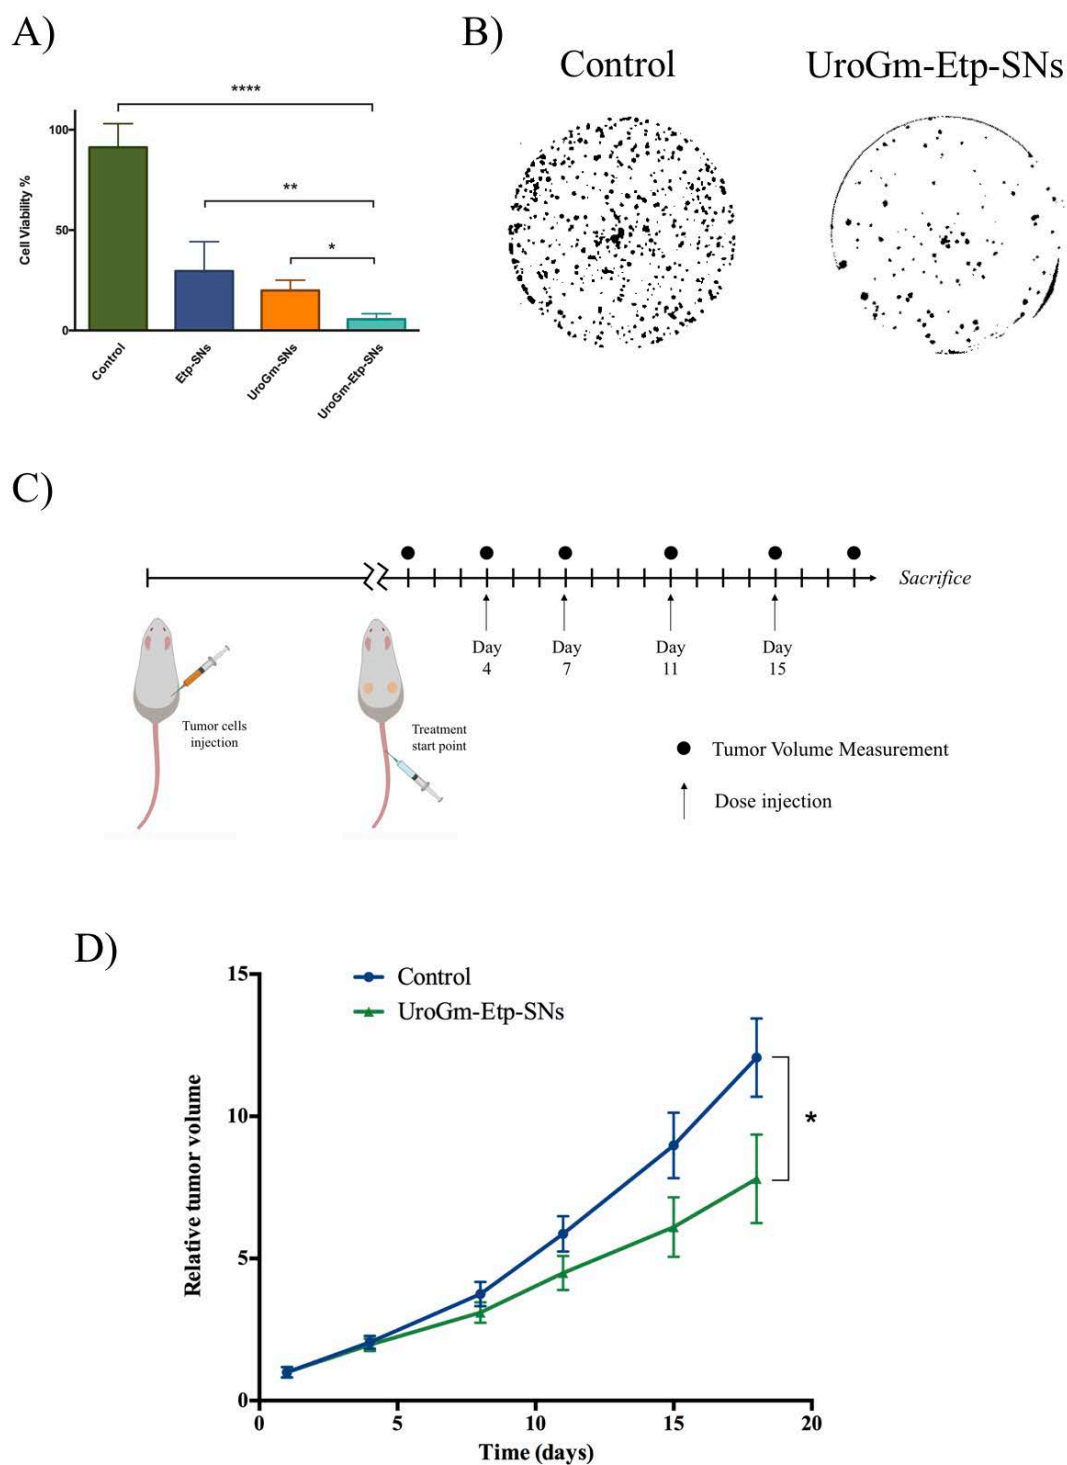 A)
****
**
*
100
50
0
Cell Viability %
Control
Etp-SNs
UroGm-SNs
UroGm-Etp-SNs
B)
Control
UroGm-Etp-SNs
C)
Sacrifice
Day
4
Day
7
Day
11
Day
15
Tumor cells
injection
Treatment
start point
Tumor Volume Measurement
Dose injection
D)
Control
UroGm-Etp-SNs
15
10
5
0
Relative tumor volume
*
0 5 10 15 20
Time (days)